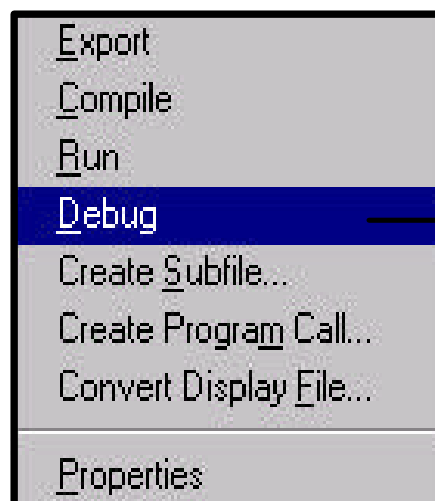 Export
Compile
Run
Debug
Create Subfile...
Create Program Call...
Convert Display File...
Properties